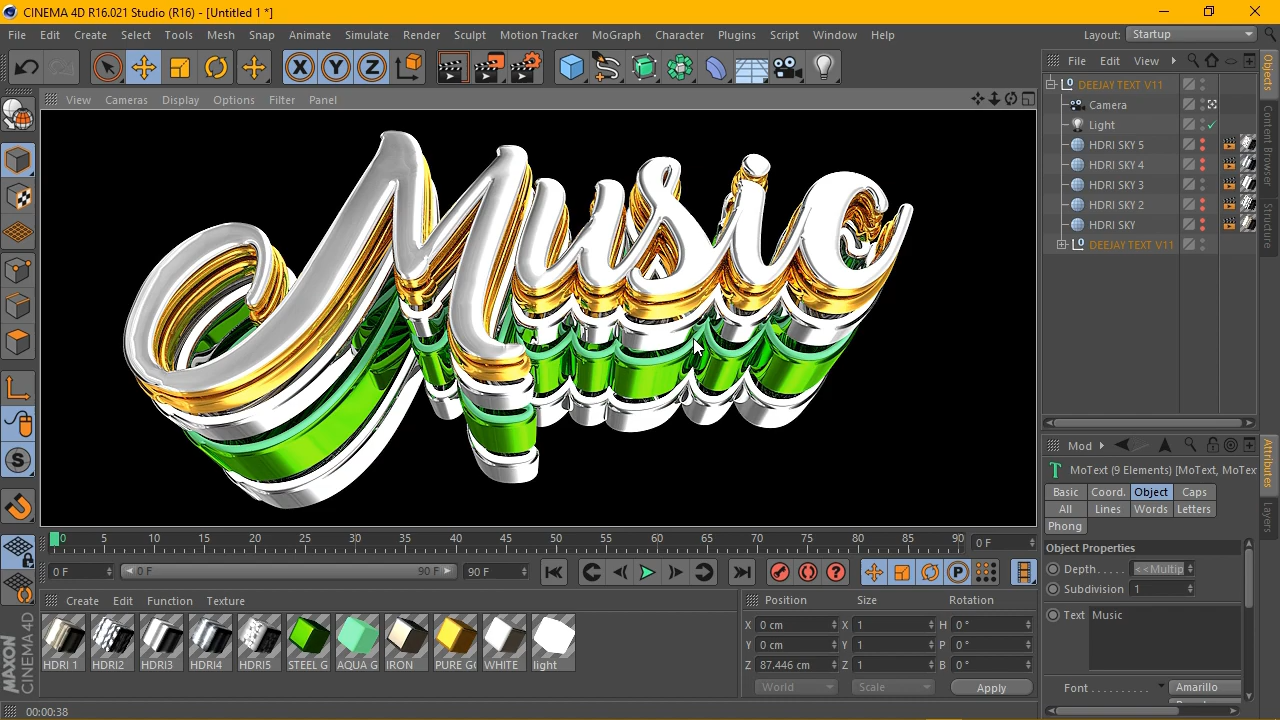 CINEMA 4D R16.021 Studio (R16) - [Untitled 1 *]
File Edit Create Select Tools Mesh Snap Animate Simulate Render Sculpt Motion Tracker MoGraph Character Plugins Script Window Help Layout: Startup
File Edit View
View Cameras Display Options Filter Panel
DEEJAY TEXT V11
Camera
Light
HDRI SKY 5
HDRI SKY 4
HDRI SKY 3
HDRI SKY 2
HDRI SKY
DEEJAY TEXT V11
Objects
Content Browser
Structure
Music
Mod
MoText (9 Elements) [MoText, MoTex
Basic Coord. Object Caps
All Lines Words Letters
Phong
Object Properties
Depth..... <<Multip
Subdivision 1
Text Music
Font.......... Amarillo
Attributes
Layers
0 5 10 15 20 25 30 35 40 45 50 55 60 65 70 75 80 85 90 0 F
0 F 0 F 90 F 90 F
Create Edit Function Texture
HDRI 1 HDRI2 HDRI3 HDRI4 HDRI5 STEEL G AQUA G IRON PURE GO WHITE light
Position Size Rotation
X 0 cm X 1 H 0 °
Y 0 cm Y 1 P 0 °
Z 87.446 cm Z 1 B 0 °
World Scale Apply
MAXON
CINEMA 4D
00:00:38